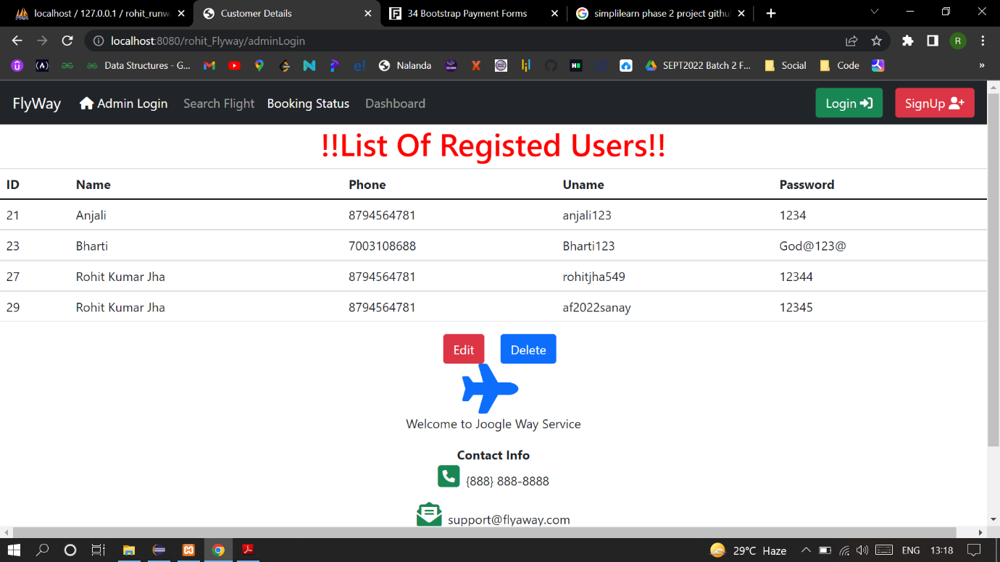 localhost / 127.0.0.1 / rohit_runw
Customer Details
34 Bootstrap Payment Forms
simplilearn phase 2 project githu
localhost:8080/rohit_Flyway/adminLogin
R
Data Structures - G...
Nalanda
SEPT2022 Batch 2 F...
Social
Code
»
FlyWay Admin Login Search Flight Booking Status Dashboard Login SignUp
!!List Of Registed Users!!
ID Name Phone Uname Password
21 Anjali 8794564781 anjali123 1234
23 Bharti 7003108688 Bharti123 God@123@
27 Rohit Kumar Jha 8794564781 rohitjha549 12344
29 Rohit Kumar Jha 8794564781 af2022sanay 12345
Edit Delete
Welcome to Joogle Way Service
Contact Info
{888} 888-8888
support@flyaway.com
29°C Haze ENG 13:18